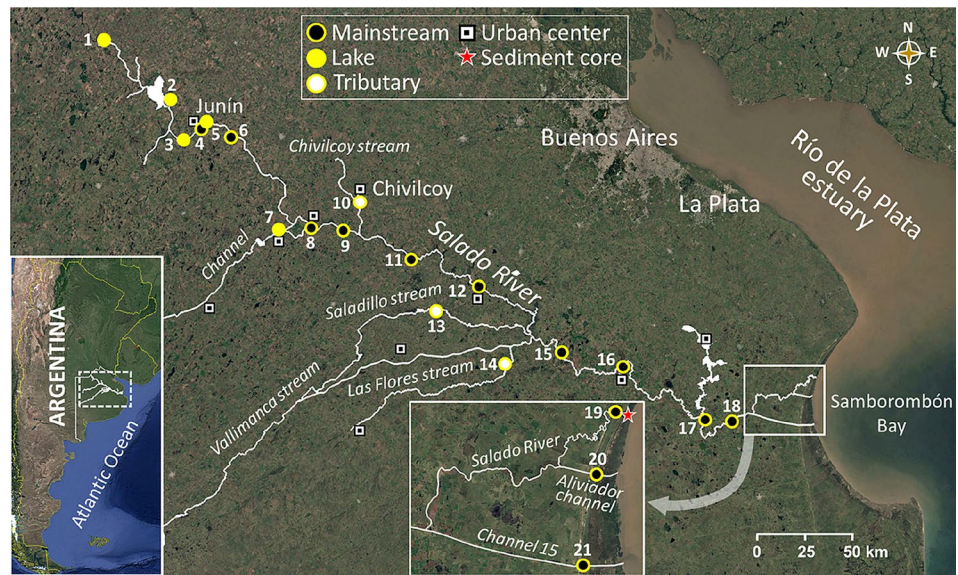 Mainstream
Urban center
Lake
Sediment core
Tributary
N
W E
S
1
2
Junín
3
4
5
6
Chivilcoy stream
Buenos Aires
Río de la Plata
estuary
La Plata
10
Chivilcoy
7
8
9
Channel
11
Salado River
12
Saladillo stream
13
14
15
16
17
18
Las Flores stream
Vallimanca stream
Samborombón
Bay
ARGENTINA
Atlantic Ocean
19
Salado River
20
Aliviador
channel
Channel 15
21
0 25 50 km